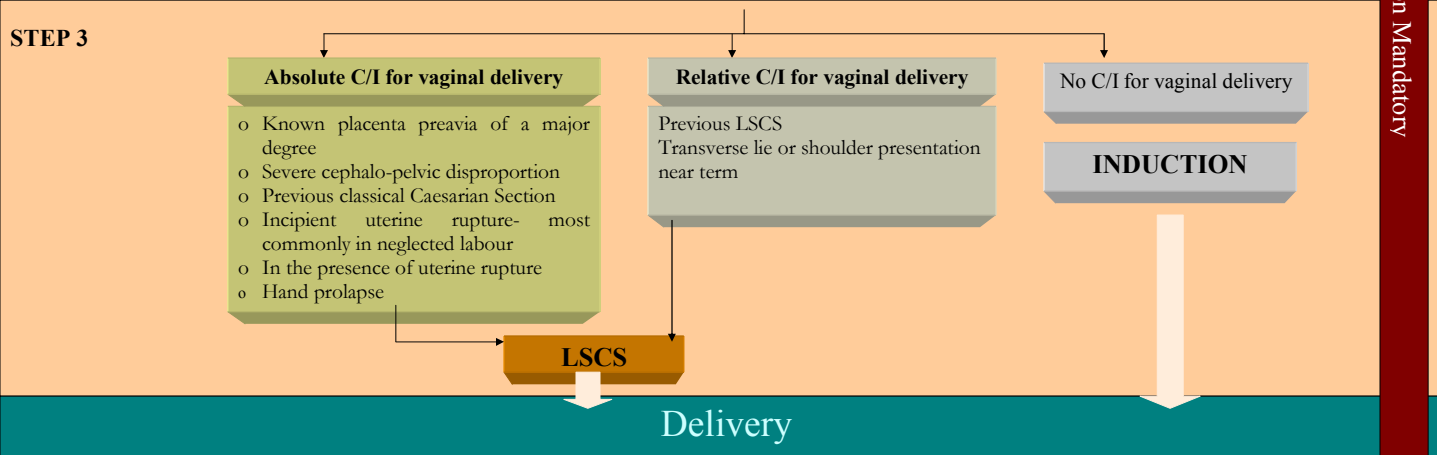 STEP 3
Absolute C/I for vaginal delivery
o Known placenta preavia of a major
degree
o Severe cephalo-pelvic disproportion
o Previous classical Caesarian Section
o Incipient uterine rupture- most
commonly in neglected labour
o In the presence of uterine rupture
o Hand prolapse
Relative C/I for vaginal delivery
Previous LSCS
Transverse lie or shoulder presentation
near term
No C/I for vaginal delivery
INDUCTION
LSCS
Delivery
n Mandatory